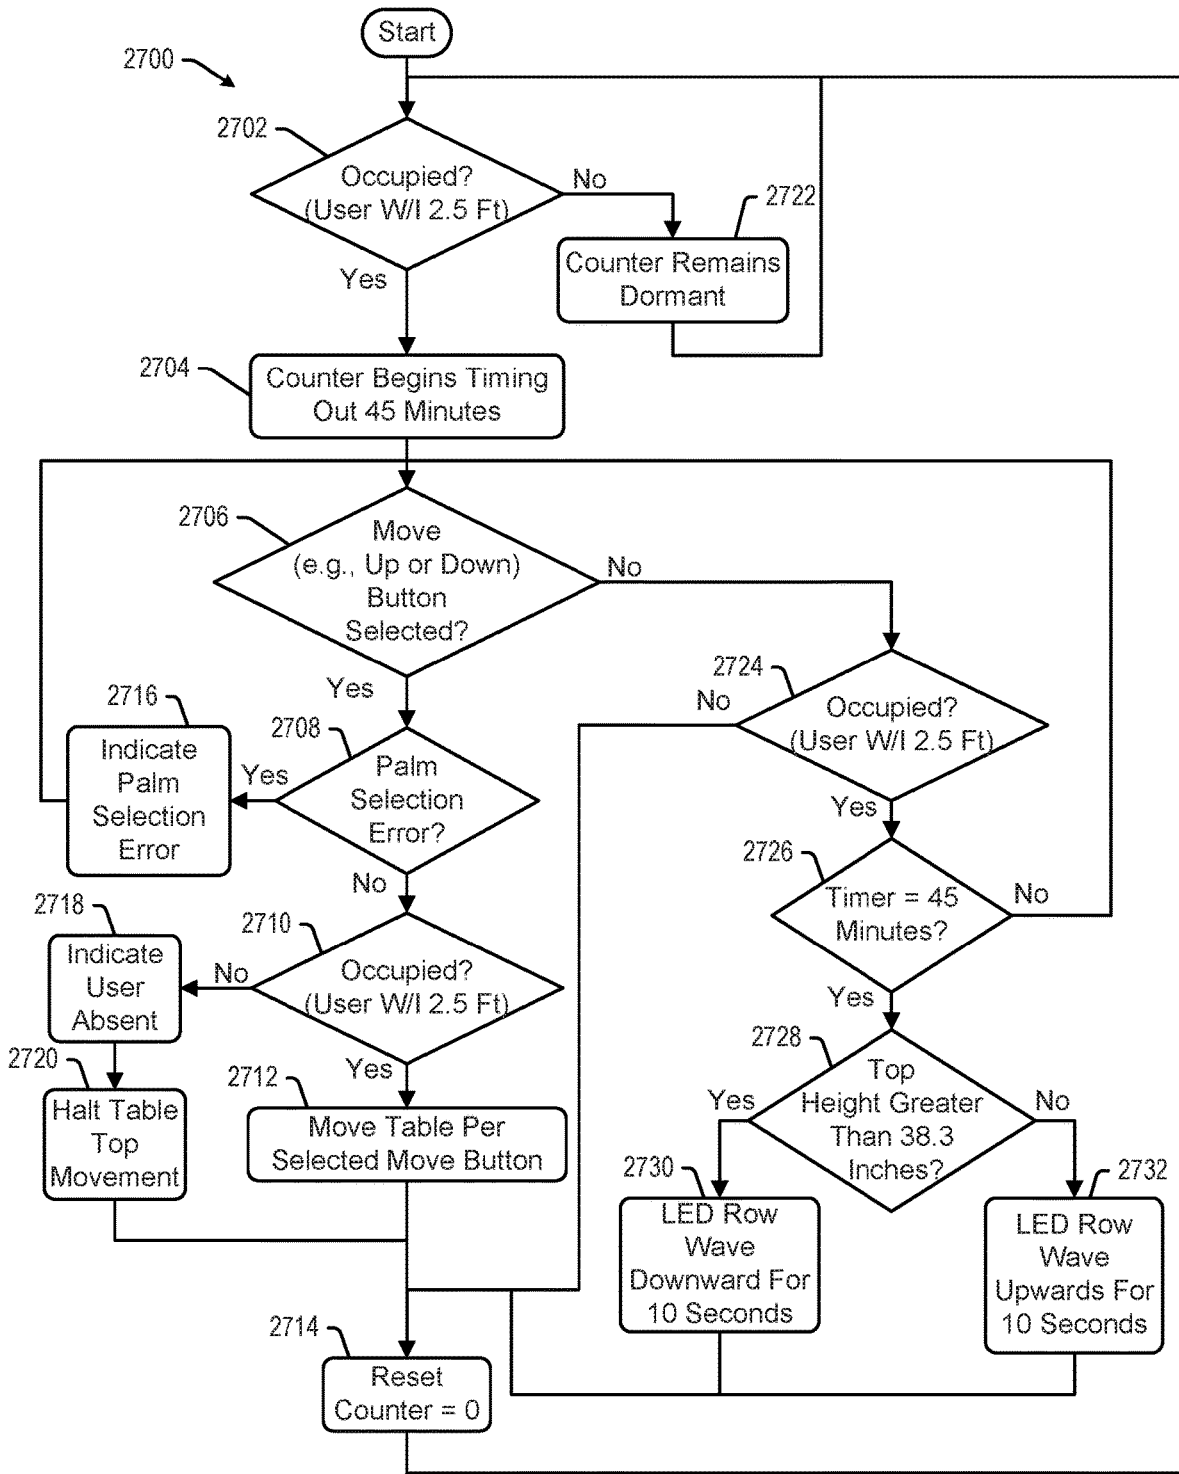 Start
2700
2702
Occupied?
(User W/I 2.5 Ft)
No
2722
Counter Remains
Dormant
Yes
2704
Counter Begins Timing
Out 45 Minutes
2706
Move
(e.g., Up or Down)
Button
Selected?
No
Yes
2716
Indicate
Palm
Selection
Error
Yes
2708
Palm
Selection
Error?
No
2724
No
Occupied?
(User W/I 2.5 Ft)
Yes
2726
Timer = 45
Minutes?
No
Yes
2718
Indicate
User
Absent
No
2710
Occupied?
(User W/I 2.5 Ft)
Yes
2720
Halt Table
Top
Movement
2712
Move Table Per
Selected Move Button
2728
Top
Height Greater
Than 38.3
Inches?
Yes
No
2730
LED Row
Wave
Downward For
10 Seconds
2732
LED Row
Wave
Upwards For
10 Seconds
2714
Reset
Counter = 0